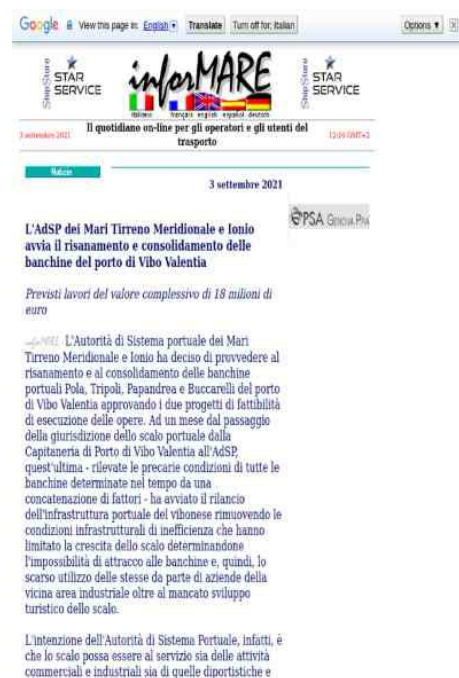 Google View this page in: English Translate Turn off for: Italian Options
ShipStore STAR SERVICE
inforMARE
ShipStore STAR SERVICE
italiano français english español deutsch
3 settembre 2021 Il quotidiano on-line per gli operatori e gli utenti del trasporto 12:04 GMT+2
Notizie
3 settembre 2021
PSA GENOVA PRA
L'AdSP dei Mari Tirreno Meridionale e Ionio
avvia il risanamento e consolidamento delle
banchine del porto di Vibo Valentia
Previsti lavori del valore complessivo di 18 milioni di
euro
inforMARE L'Autorità di Sistema portuale dei Mari
Tirreno Meridionale e Ionio ha deciso di provvedere al
risanamento e al consolidamento delle banchine
portuali Pola, Tripoli, Papandrea e Buccarelli del porto
di Vibo Valentia approvando i due progetti di fattibilità
di esecuzione delle opere. Ad un mese dal passaggio
della giurisdizione dello scalo portuale dalla
Capitaneria di Porto di Vibo Valentia all'AdSP,
quest'ultima - rilevate le precarie condizioni di tutte le
banchine determinate nel tempo da una
concatenazione di fattori - ha avviato il rilancio
dell'infrastruttura portuale del vibonese rimuovendo le
condizioni infrastrutturali di inefficienza che hanno
limitato la crescita dello scalo determinandone
l'impossibilità di attracco alle banchine e, quindi, lo
scarso utilizzo delle stesse da parte di aziende della
vicina area industriale oltre al mancato sviluppo
turistico dello scalo.
L'intenzione dell'Autorità di Sistema Portuale, infatti, è
che lo scalo possa essere al servizio sia delle attività
commerciali e industriali sia di quelle diportistiche e